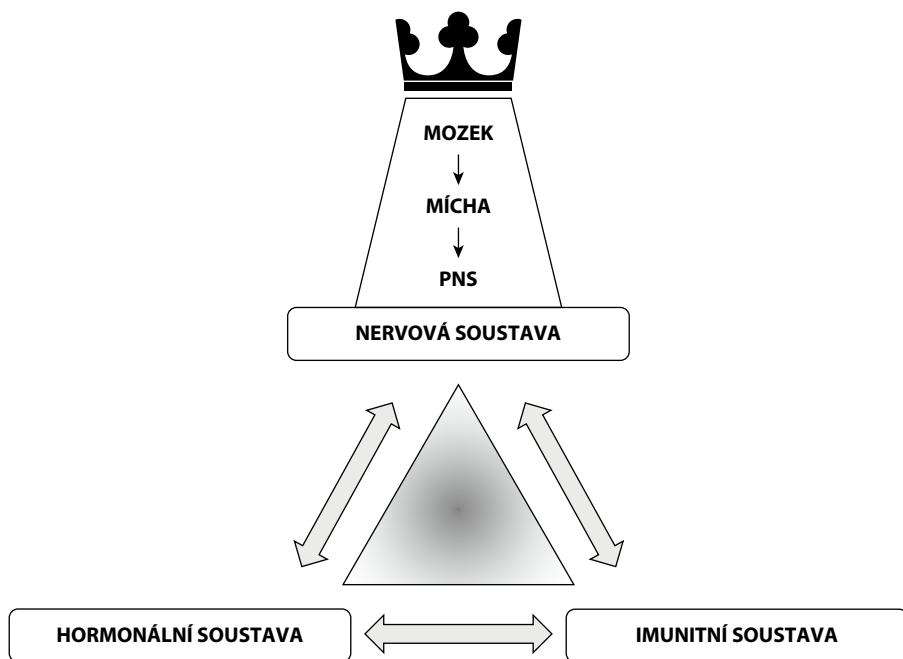 MOZEK
MÍCHA
PNS
NERVOVÁ SOUSTAVA
HORMONÁLNÍ SOUSTAVA
IMUNITNÍ SOUSTAVA